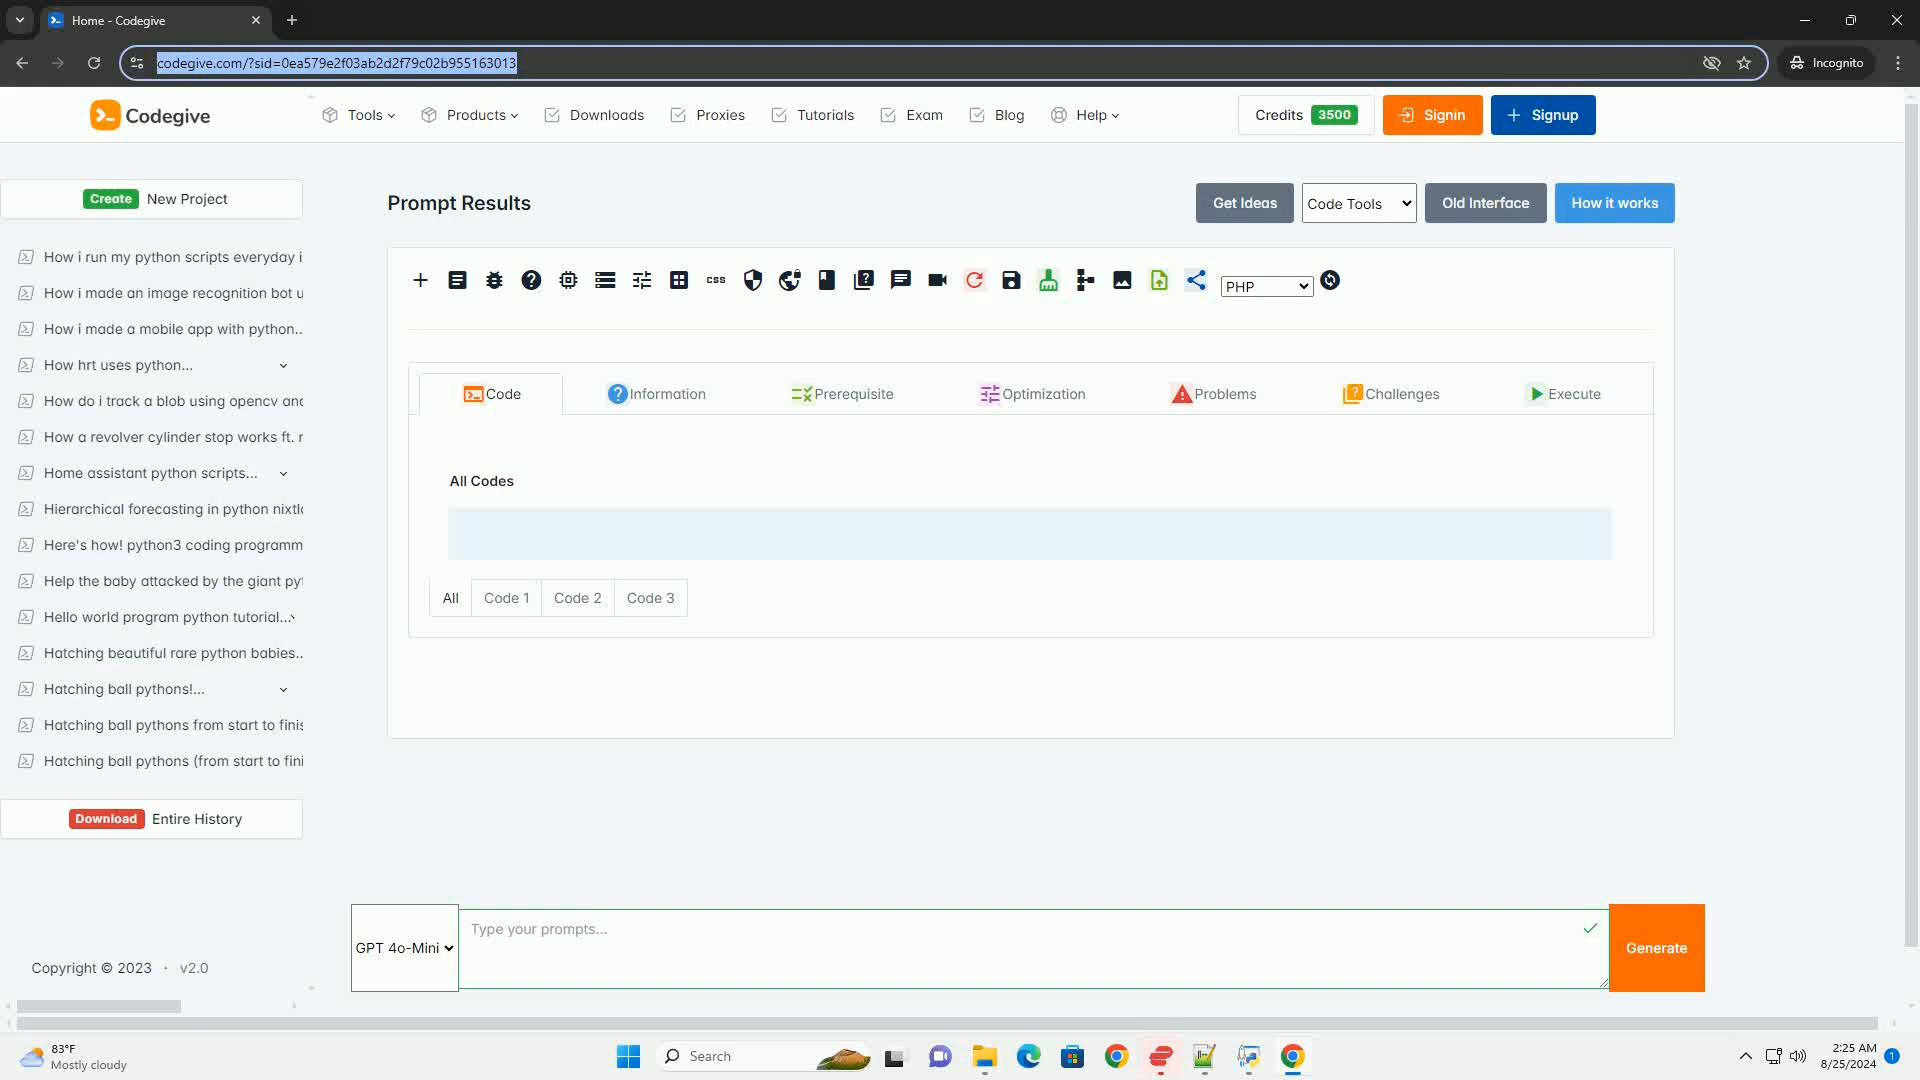 Home - Codegive
codegive.com/?sid=0ea579e2f03ab2d2f79c02b955163013
Incognito
Codegive
Tools
Products
Downloads
Proxies
Tutorials
Exam
Blog
Help
Credits 3500
Signin
Signup
Create New Project
How i run my python scripts everyday i
How i made an image recognition bot u
How i made a mobile app with python..
How hrt uses python...
How do i track a blob using opencv and
How a revolver cylinder stop works ft. r
Home assistant python scripts...
Hierarchical forecasting in python nixtl
Here's how! python3 coding programm
Help the baby attacked by the giant pyt
Hello world program python tutorial...
Hatching beautiful rare python babies..
Hatching ball pythons!...
Hatching ball pythons from start to finis
Hatching ball pythons (from start to fini
Download Entire History
Copyright © 2023 · v2.0
Prompt Results
Get Ideas
Code Tools
Old Interface
How it works
css
PHP
Code
Information
Prerequisite
Optimization
Problems
Challenges
Execute
All Codes
All
Code 1
Code 2
Code 3
GPT 4o-Mini
Type your prompts...
Generate
83°F
Mostly cloudy
Search
2:25 AM
8/25/2024
1